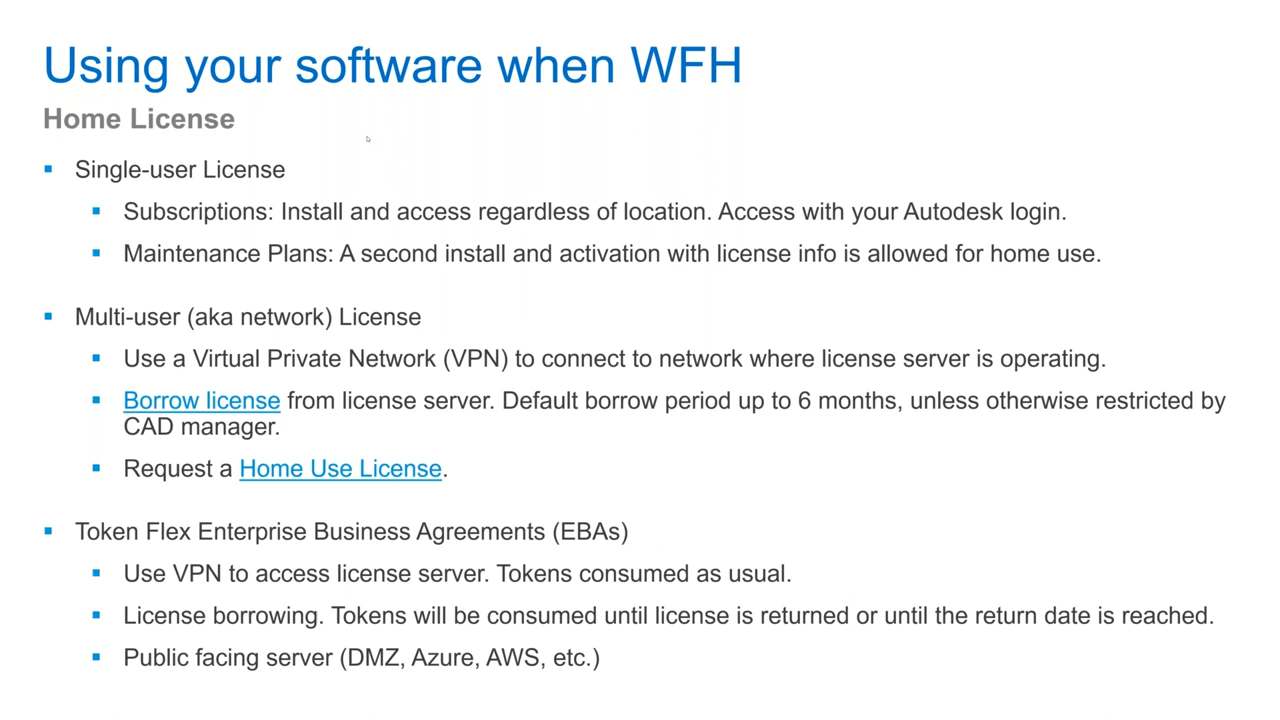 Using your software when WFH
Home License
Single-user License
Subscriptions: Install and access regardless of location. Access with your Autodesk login.
Maintenance Plans: A second install and activation with license info is allowed for home use.
Multi-user (aka network) License
Use a Virtual Private Network (VPN) to connect to network where license server is operating.
Borrow license from license server. Default borrow period up to 6 months, unless otherwise restricted by
CAD manager.
Request a Home Use License.
Token Flex Enterprise Business Agreements (EBAs)
Use VPN to access license server. Tokens consumed as usual.
License borrowing. Tokens will be consumed until license is returned or until the return date is reached.
Public facing server (DMZ, Azure, AWS, etc.)